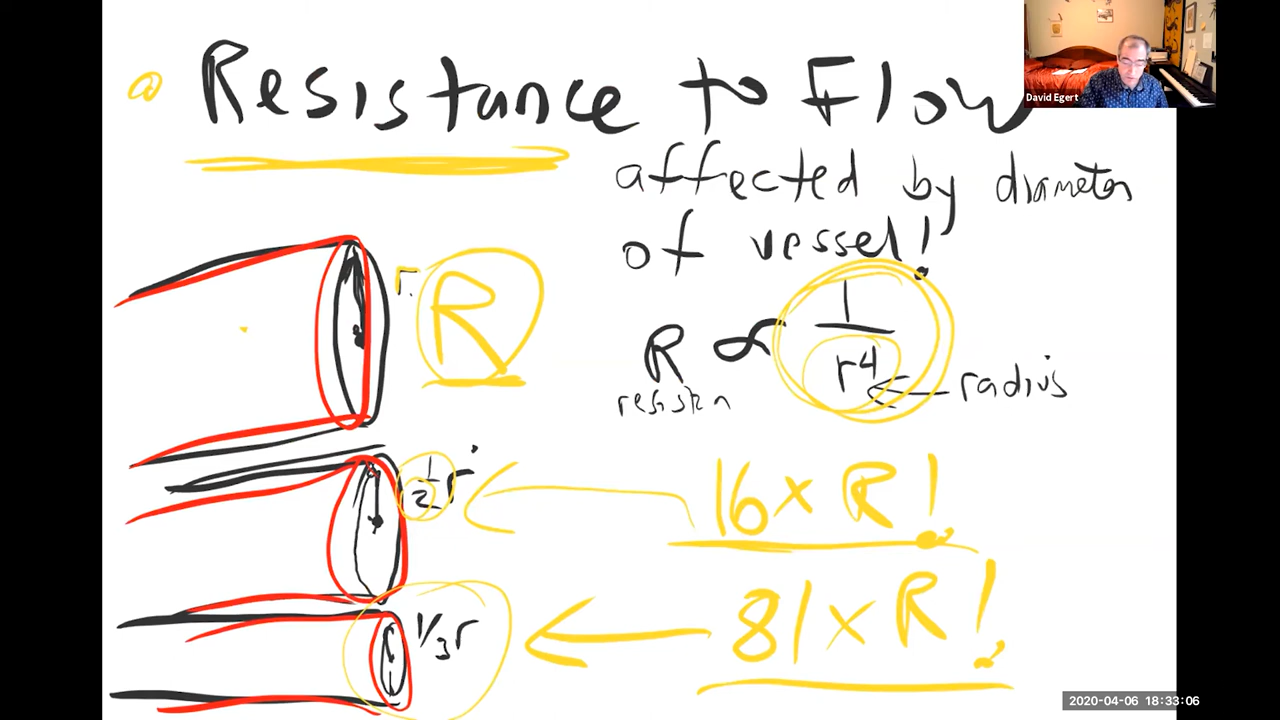 @ Resistance to Flow
David Egert
affected by diameter
of vessel!
r. R
R ∝ 1/r⁴ ← radius
½ r
16 x R!
1/3 r
81 x R!
2020-04-06 18:33:06